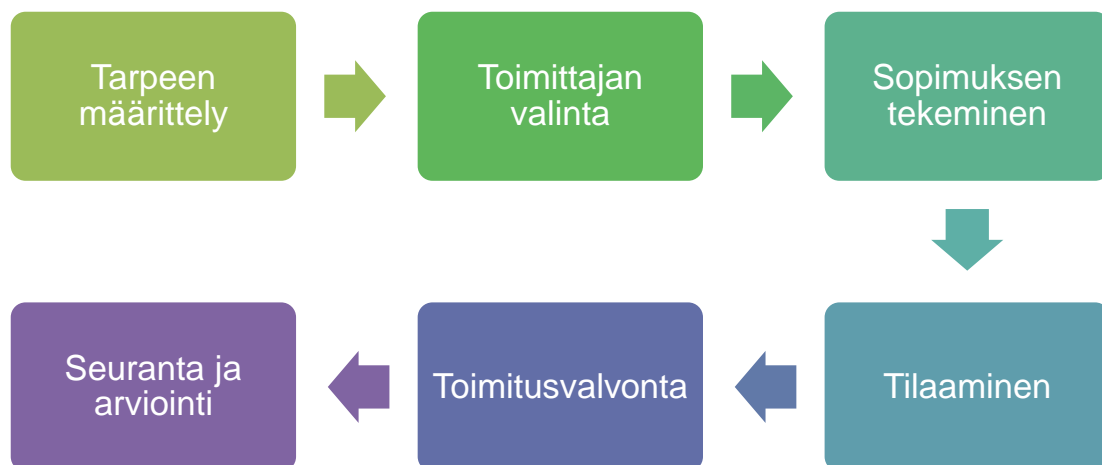 Tarpeen
määrittely
Toimittajan
valinta
Sopimuksen
tekeminen
Tilaaminen
Toimitusvalvonta
Seuranta ja
arviointi